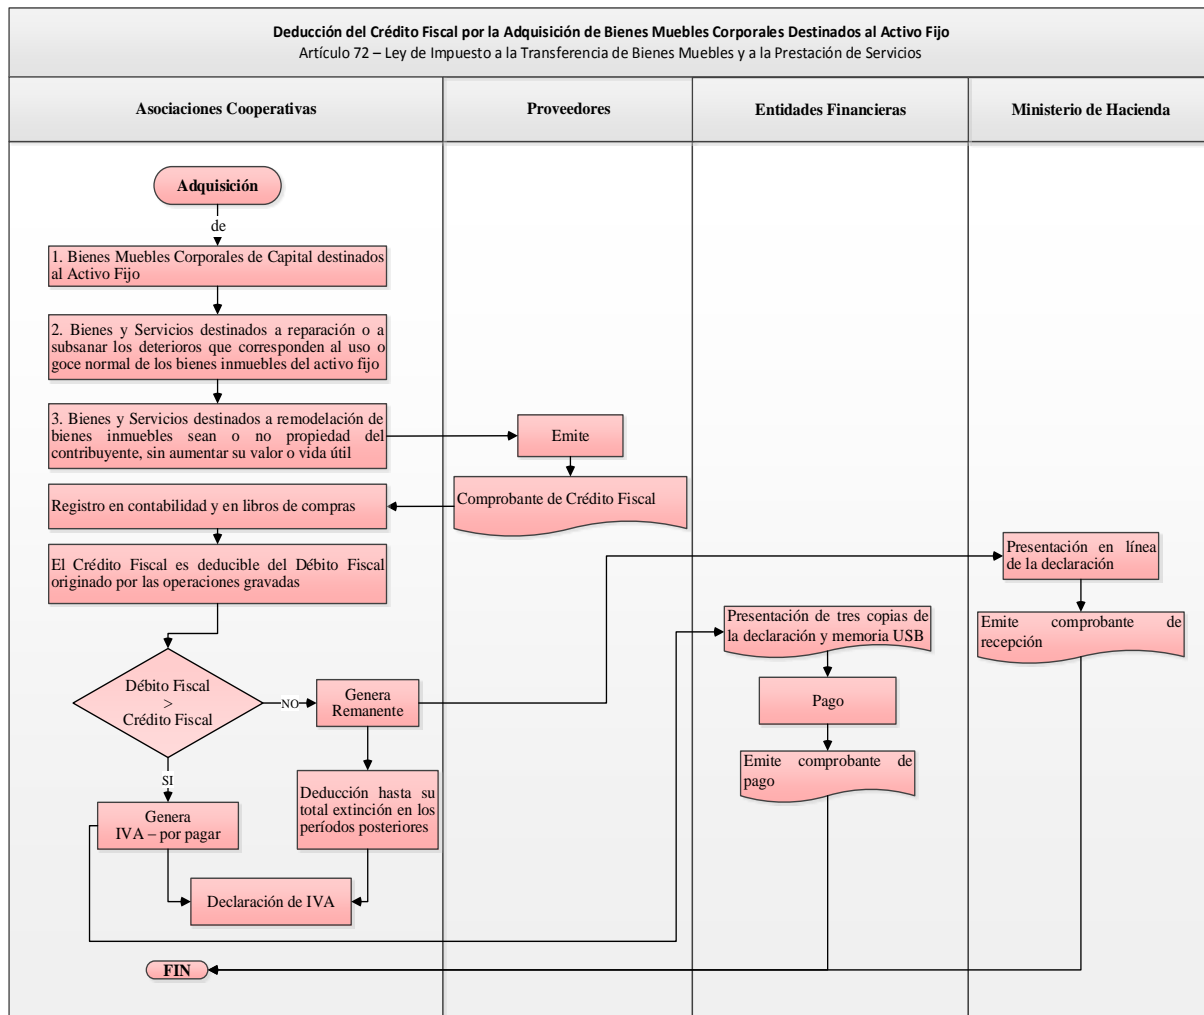 Deducción del Crédito Fiscal por la Adquisición de Bienes Muebles Corporales Destinados al Activo Fijo
Artículo 72 – Ley de Impuesto a la Transferencia de Bienes Muebles y a la Prestación de Servicios
Asociaciones Cooperativas
Proveedores
Entidades Financieras
Ministerio de Hacienda
Adquisición
de
1. Bienes Muebles Corporales de Capital destinados
al Activo Fijo
2. Bienes y Servicios destinados a reparación o a
subsanar los deterioros que corresponden al uso o
goce normal de los bienes inmuebles del activo fijo
3. Bienes y Servicios destinados a remodelación de
bienes inmuebles sean o no propiedad del
contribuyente, sin aumentar su valor o vida útil
Emite
Comprobante de Crédito Fiscal
Registro en contabilidad y en libros de compras
El Crédito Fiscal es deducible del Débito Fiscal
originado por las operaciones gravadas
Presentación en línea
de la declaración
Emite comprobante de
recepción
Presentación de tres copias de
la declaración y memoria USB
Débito Fiscal
>
Crédito Fiscal
NO
Genera
Remanente
Pago
Emite comprobante de
pago
SI
Genera
IVA – por pagar
Deducción hasta su
total extinción en los
períodos posteriores
Declaración de IVA
FIN